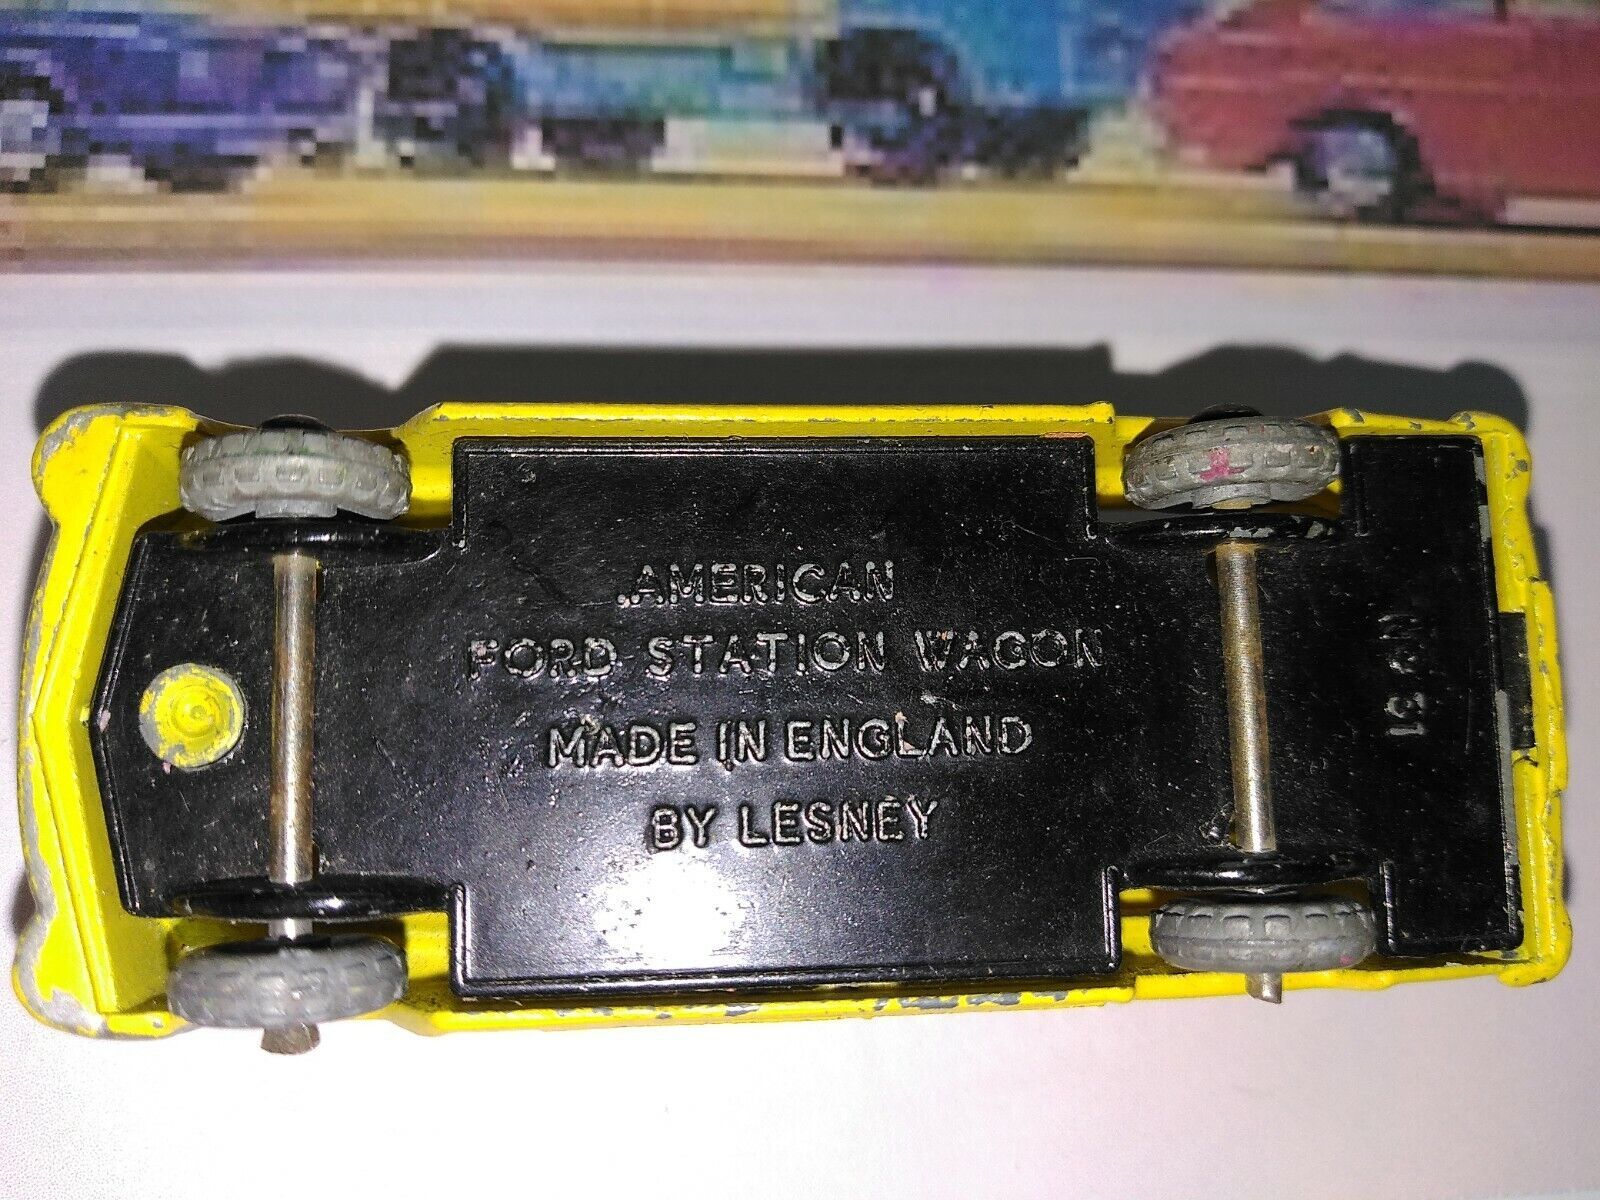 AMERICAN
FORD STATION WAGON
MADE IN ENGLAND
BY LESNEY
No 31